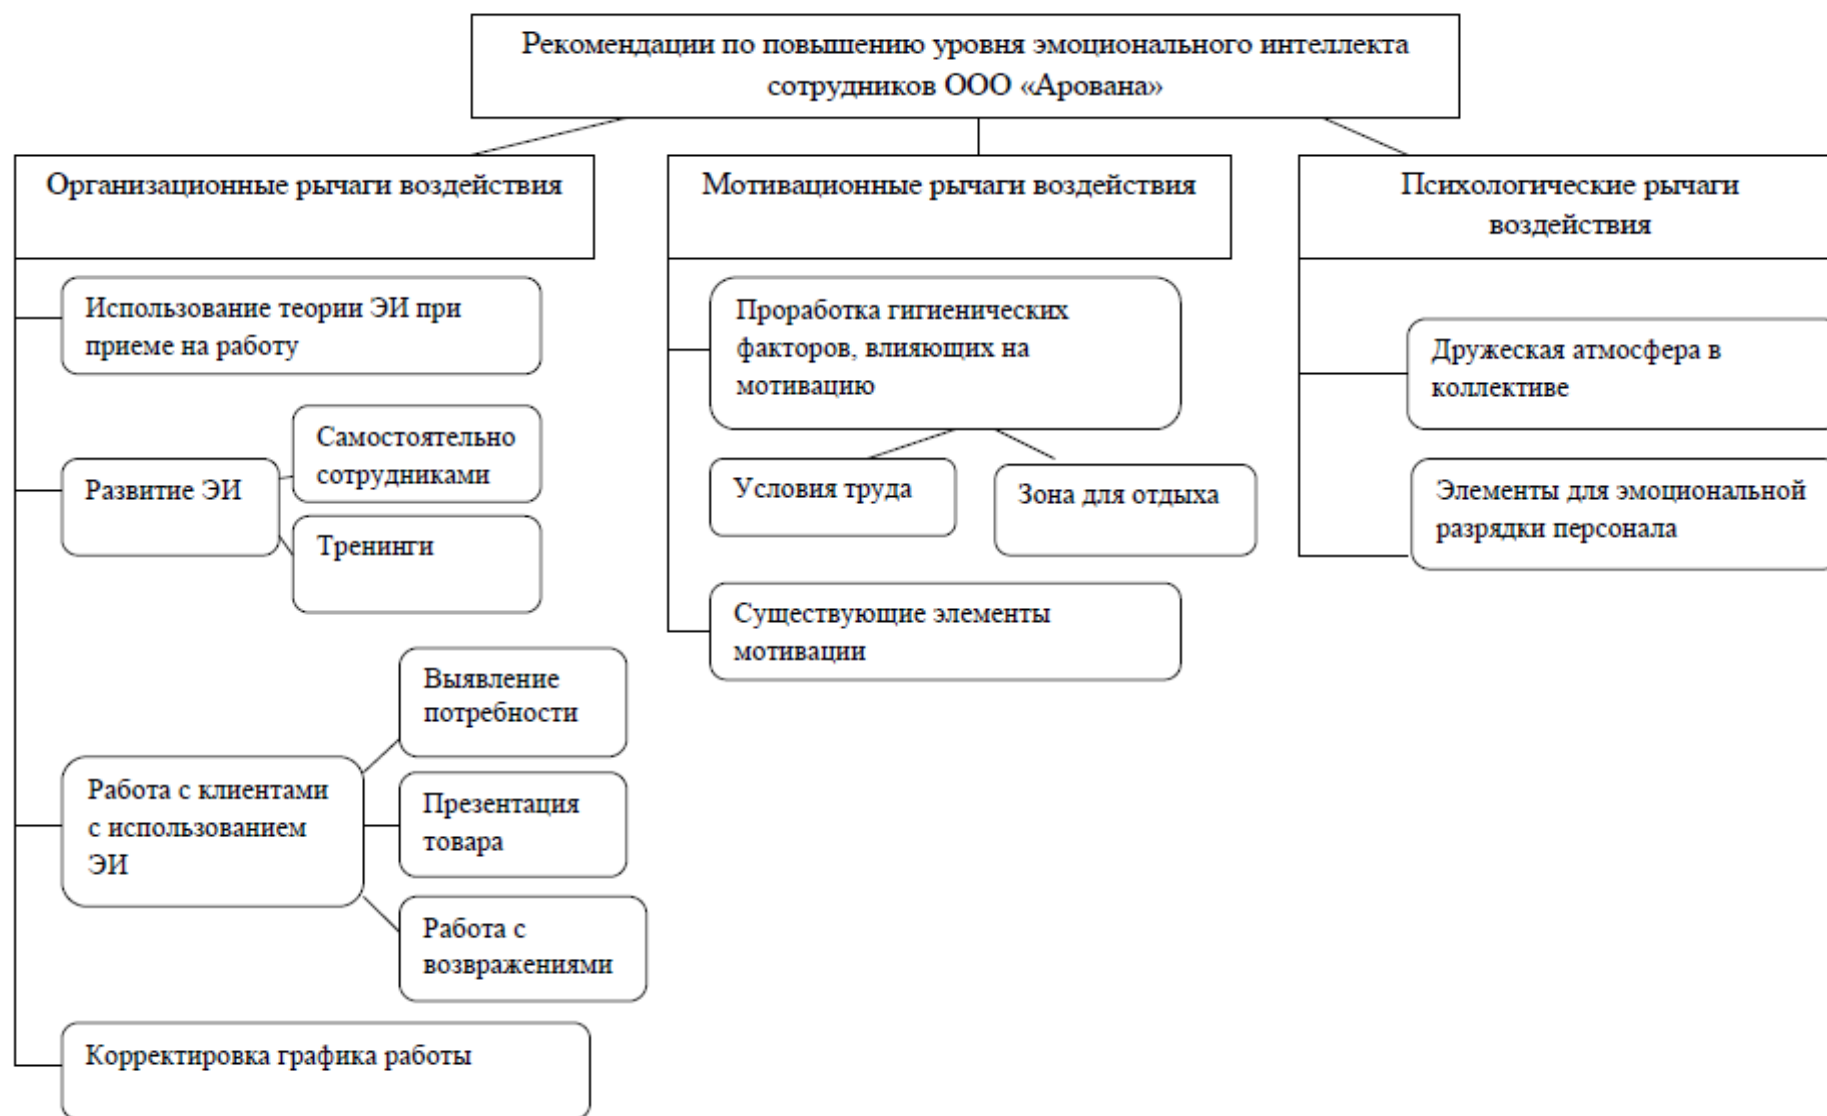 Рекомендации по повышению уровня эмоционального интеллекта
сотрудников ООО «Арована»
Организационные рычаги воздействия
Использование теории ЭИ при
приеме на работу
Развитие ЭИ
Самостоятельно
сотрудниками
Тренинги
Работа с клиентами
с использованием
ЭИ
Выявление
потребности
Презентация
товара
Работа с
возвражениями
Корректировка графика работы
Мотивационные рычаги воздействия
Проработка гигиенических
факторов, влияющих на
мотивацию
Условия труда
Зона для отдыха
Существующие элементы
мотивации
Психологические рычаги
воздействия
Дружеская атмосфера в
коллективе
Элементы для эмоциональной
разрядки персонала